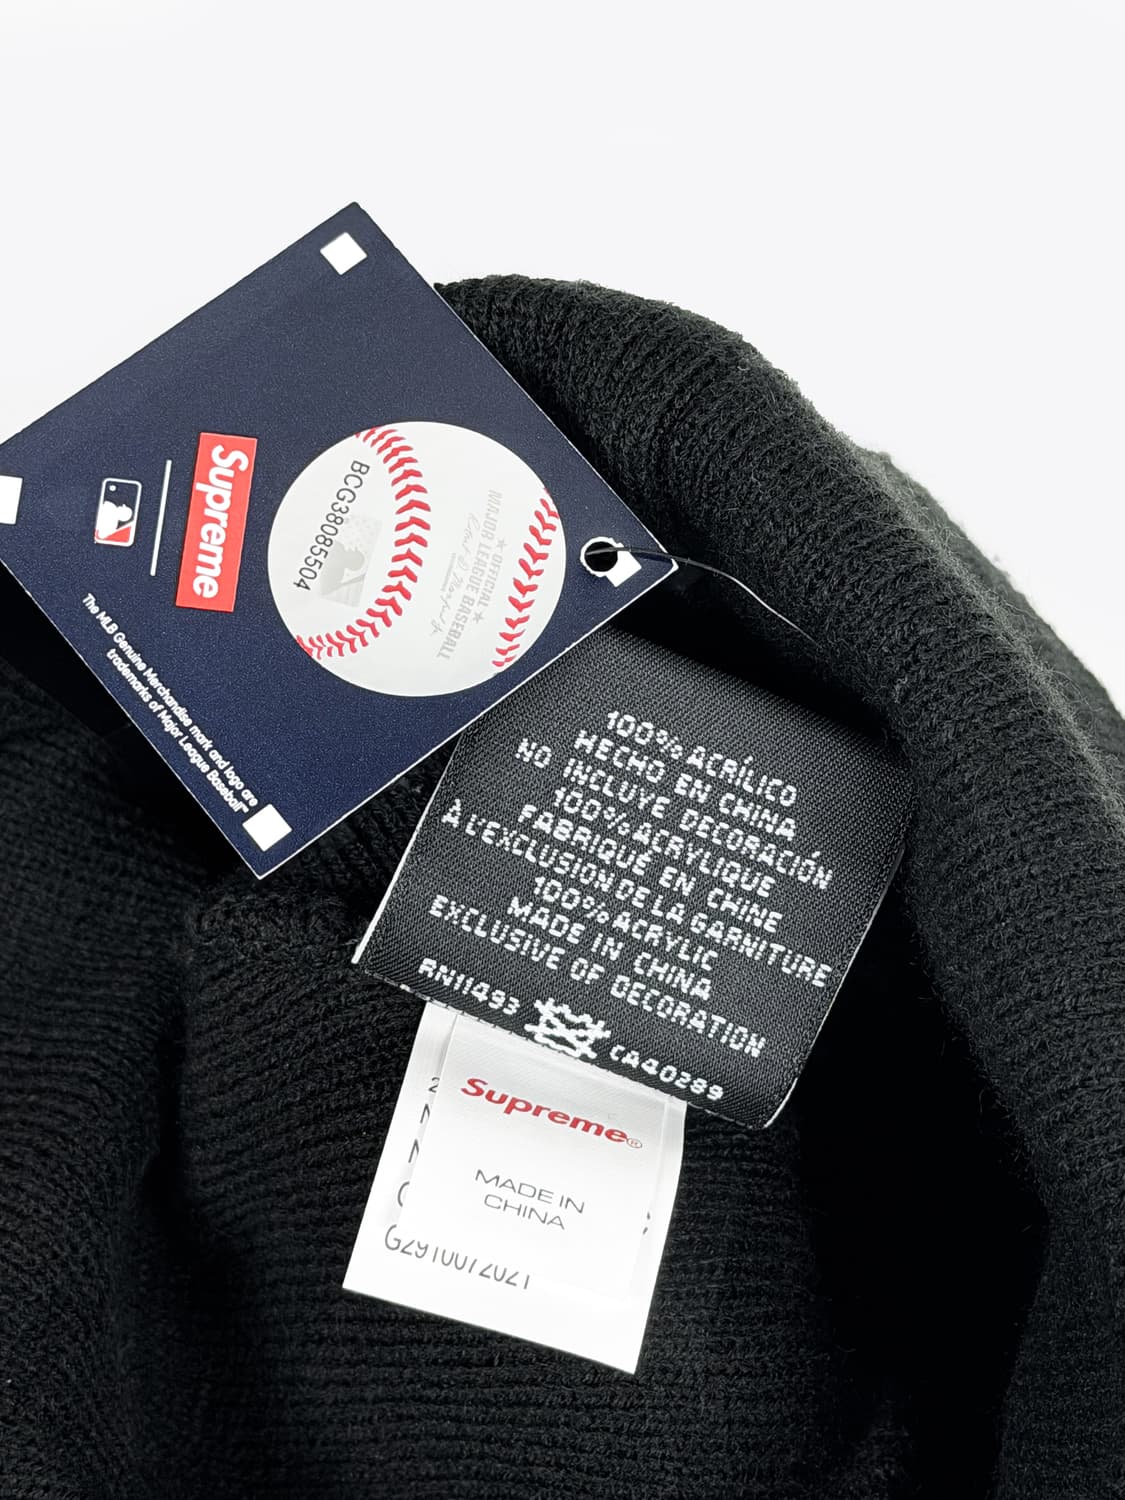 Supreme
BCG38085504
★ OFFICIAL ★
MAJOR LEAGUE BASEBALL
The MLB Genuine Merchandise mark and logo are
trademarks of Major League Baseball™
100% ACRÍLICO
HECHO EN CHINA
NO INCLUYE DECORACIÓN
100% ACRYLIQUE
FABRIQUÉ EN CHINE
À L'EXCLUSION DE LA GARNITURE
100% ACRYLIC
MADE IN CHINA
EXCLUSIVE OF DECORATION
RN11493
CA40289
Supreme®
MADE IN
CHINA